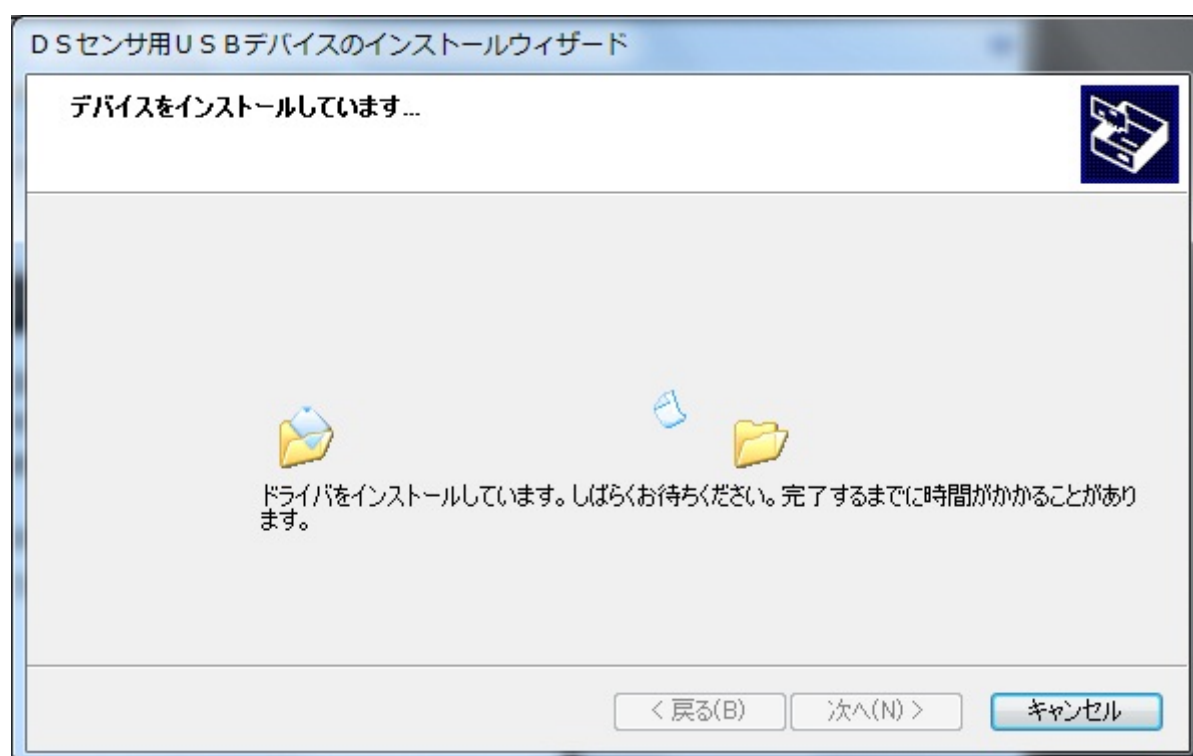 DSセンサ用USBデバイスのインストールウィザード
デバイスをインストールしています...
ドライバをインストールしています。しばらくお待ちください。完了するまでに時間がかかることがあり
ます。
< 戻る(B)
次へ(N) >
キャンセル